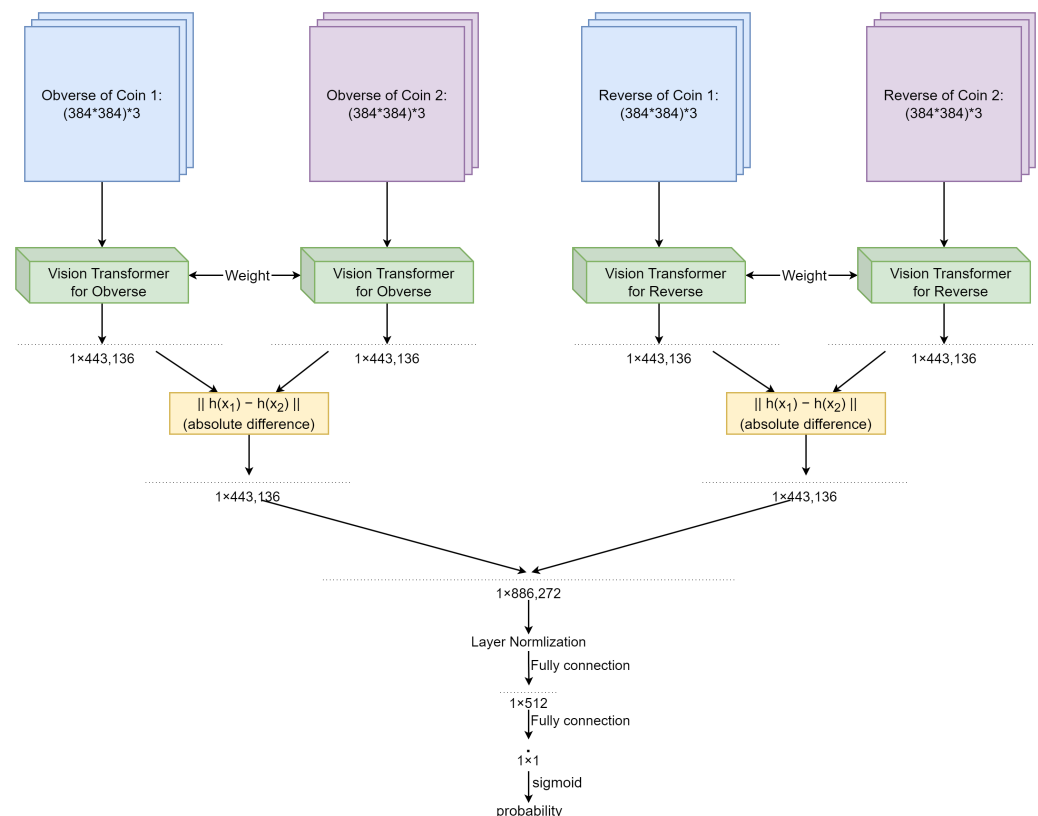 Obverse of Coin 1:
(384*384)*3
Obverse of Coin 2:
(384*384)*3
Reverse of Coin 1:
(384*384)*3
Reverse of Coin 2:
(384*384)*3
Vision Transformer
for Obverse
Weight
Vision Transformer
for Obverse
Vision Transformer
for Reverse
Weight
Vision Transformer
for Reverse
1×443,136
1×443,136
1×443,136
1×443,136
|| h(x₁) − h(x₂) ||
(absolute difference)
|| h(x₁) − h(x₂) ||
(absolute difference)
1×443,136
1×443,136
1×886,272
Layer Normlization
Fully connection
1×512
Fully connection
1×1
sigmoid
probability